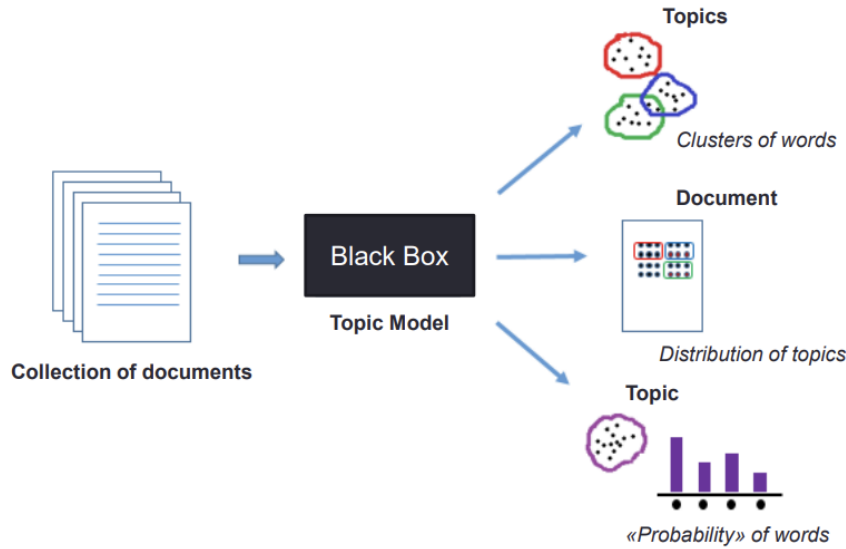 Topics
Clusters of words
Document
Black Box
Topic Model
Distribution of topics
Collection of documents
Topic
«Probability» of words